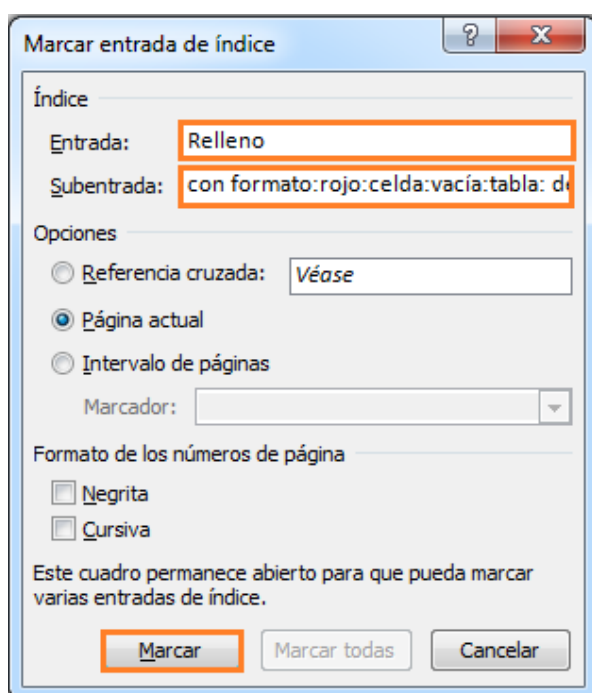 Marcar entrada de índice
Índice
Entrada: Relleno
Subentrada: con formato:rojo:celda:vacía:tabla: de
Opciones
Referencia cruzada: Véase
Página actual
Intervalo de páginas
Marcador:
Formato de los números de página
Negrita
Cursiva
Este cuadro permanece abierto para que pueda marcar
varias entradas de índice.
Marcar Marcar todas Cancelar